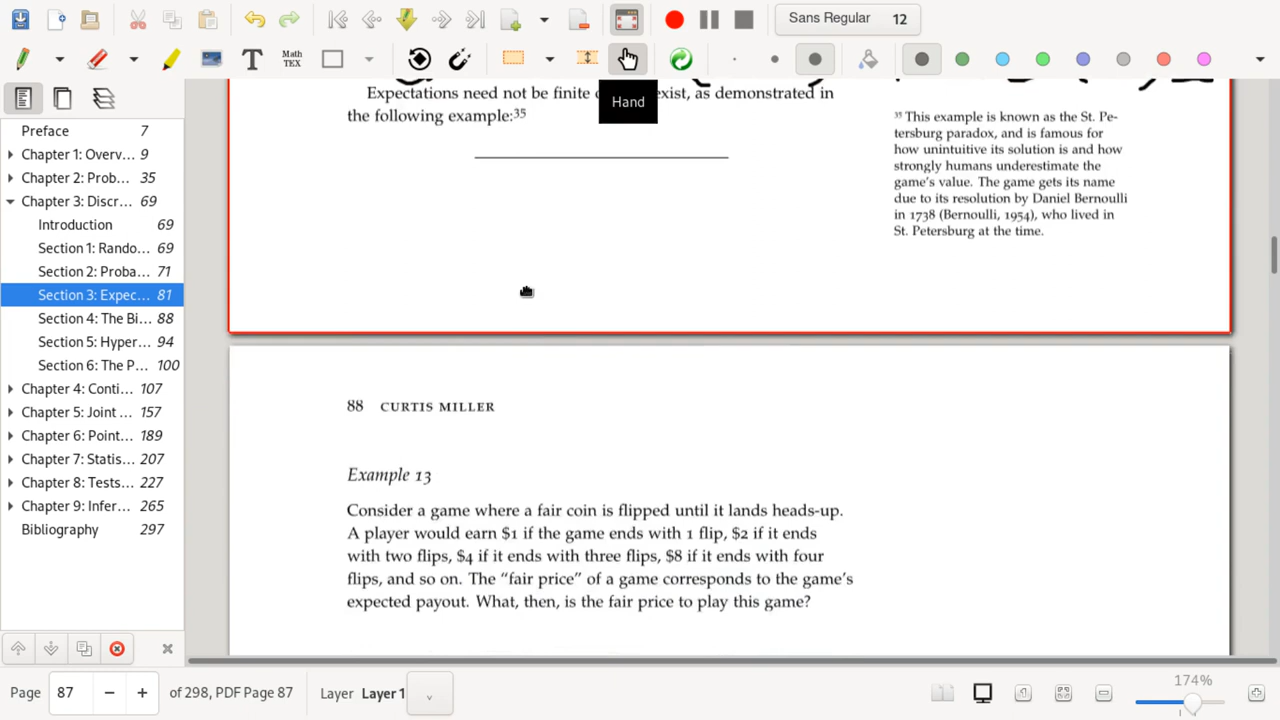 Sans Regular 12
Math
TEX
Preface 7
Chapter 1: Overv... 9
Chapter 2: Prob... 35
Chapter 3: Discr... 69
Introduction 69
Section 1: Rando... 69
Section 2: Proba... 71
Section 3: Expec... 81
Section 4: The Bi... 88
Section 5: Hyper... 94
Section 6: The P... 100
Chapter 4: Conti... 107
Chapter 5: Joint ... 157
Chapter 6: Point... 189
Chapter 7: Statis... 207
Chapter 8: Tests... 227
Chapter 9: Infer... 265
Bibliography 297
Expectations need not be finite exist, as demonstrated in
the following example:35
Hand
35 This example is known as the St. Pe-
tersburg paradox, and is famous for
how unintuitive its solution is and how
strongly humans underestimate the
game's value. The game gets its name
due to its resolution by Daniel Bernoulli
in 1738 (Bernoulli, 1954), who lived in
St. Petersburg at the time.
88 CURTIS MILLER
Example 13
Consider a game where a fair coin is flipped until it lands heads-up.
A player would earn $1 if the game ends with 1 flip, $2 if it ends
with two flips, $4 if it ends with three flips, $8 if it ends with four
flips, and so on. The “fair price” of a game corresponds to the game's
expected payout. What, then, is the fair price to play this game?
Page 87 of 298, PDF Page 87 Layer Layer 1
174%